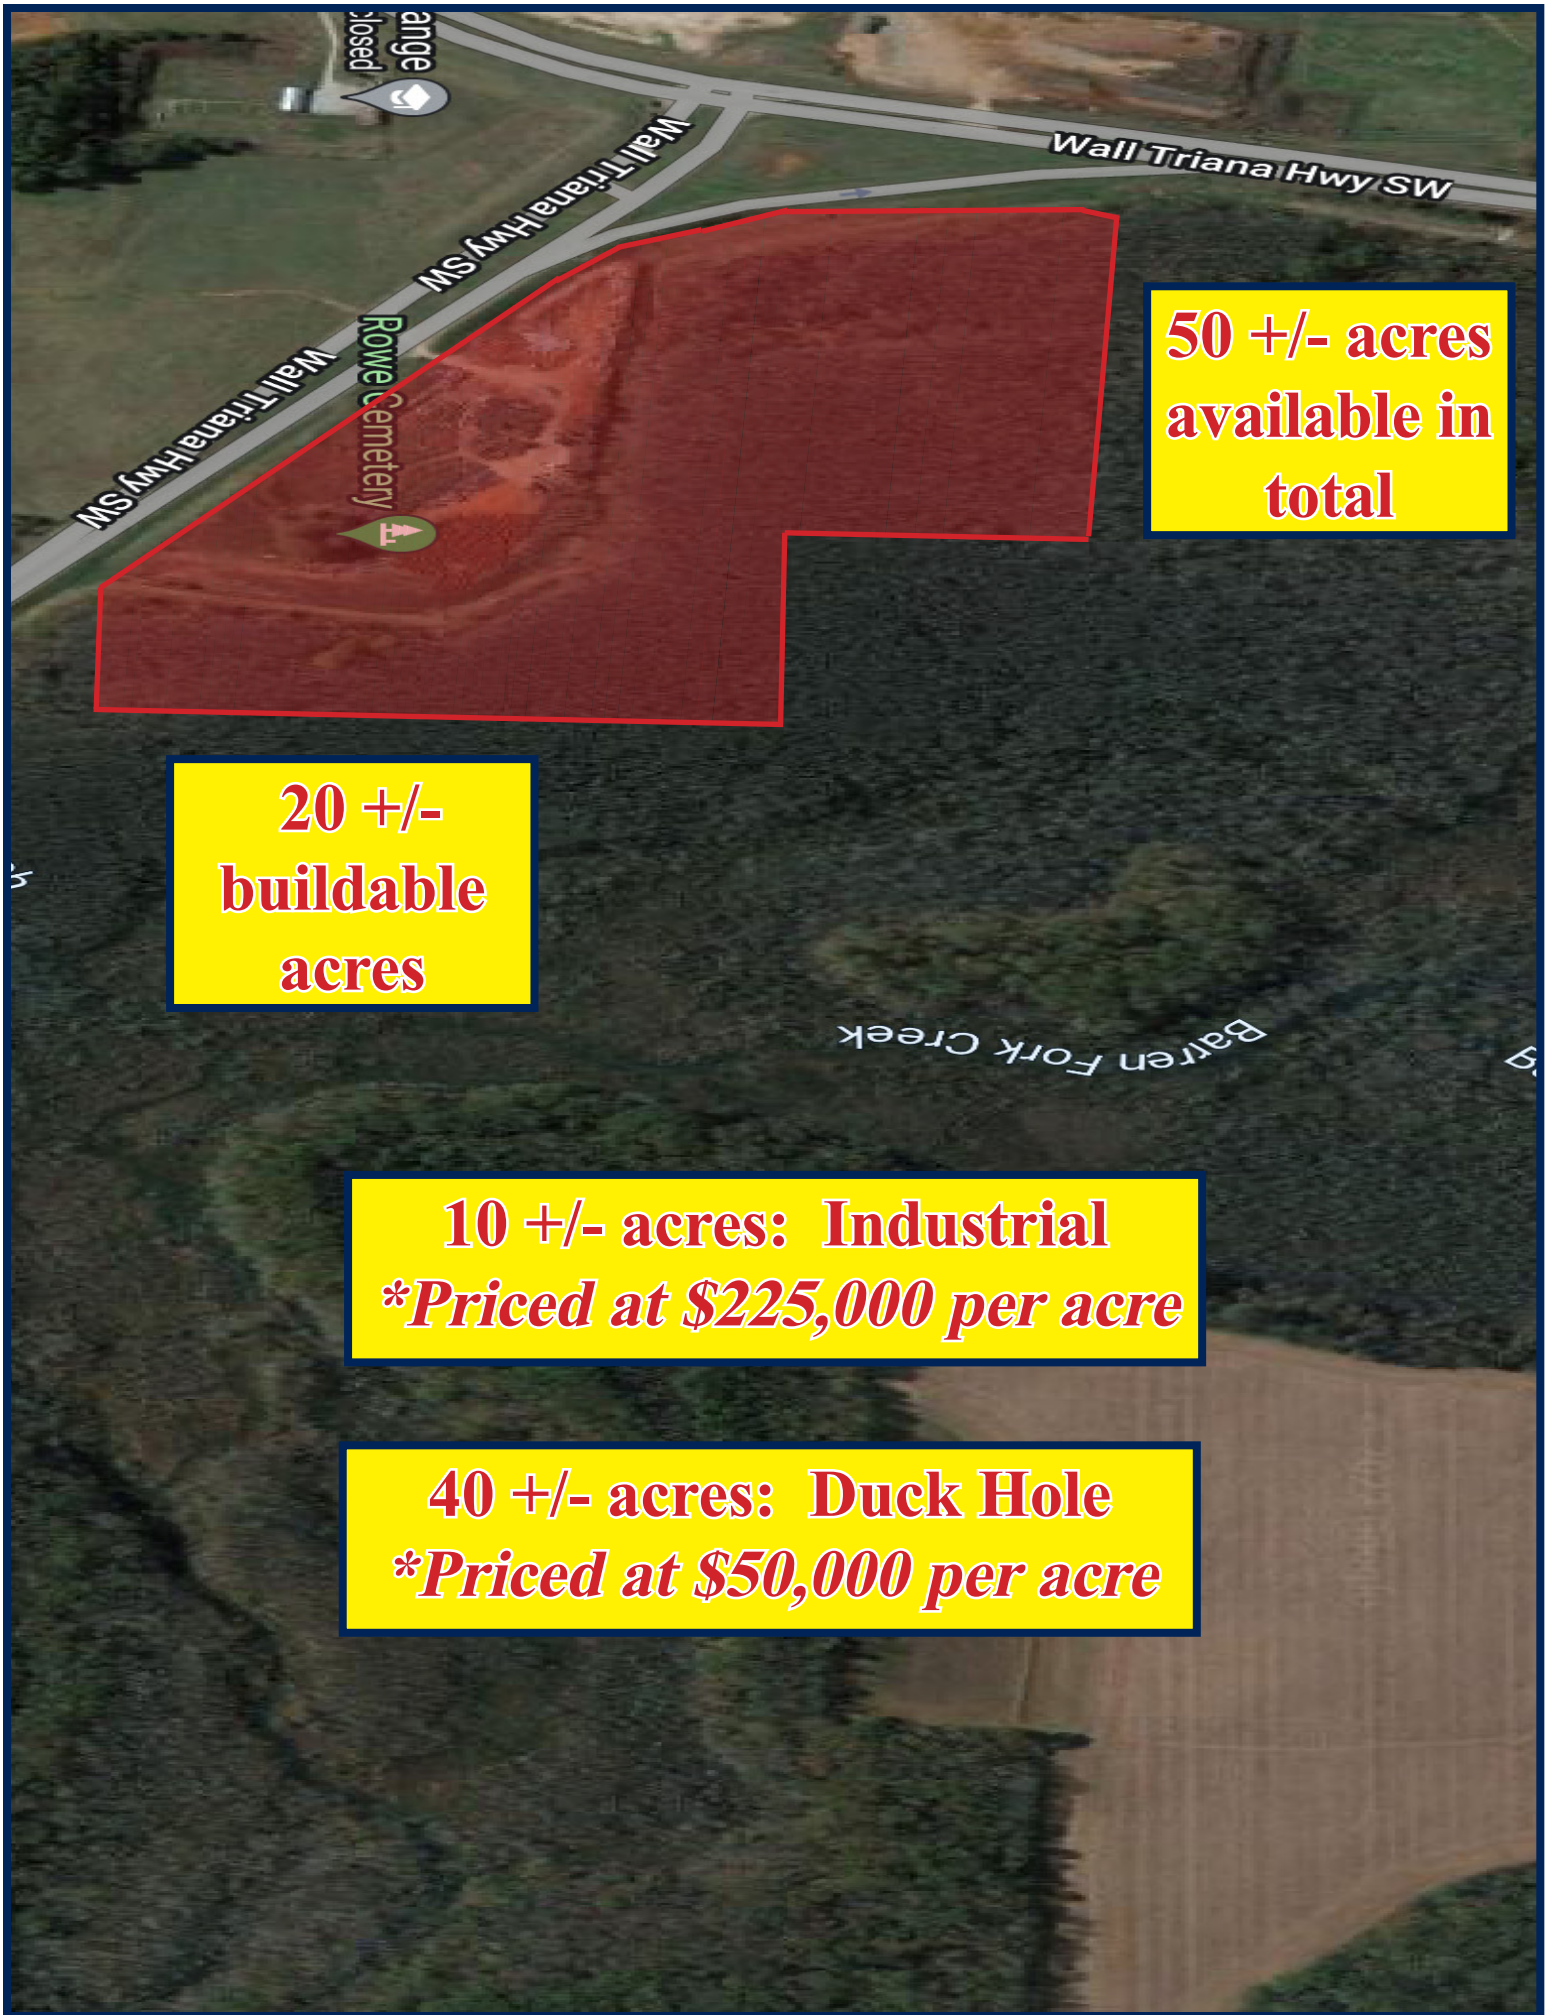 ange
closed
Wall Triana Hwy SW
Wall Triana Hwy SW
Wall Triana Hwy SW
Rowe Cemetery
50 +/- acres
available in
total
20 +/-
buildable
acres
Barren Fork Creek
10 +/- acres: Industrial
*Priced at $225,000 per acre
40 +/- acres: Duck Hole
*Priced at $50,000 per acre